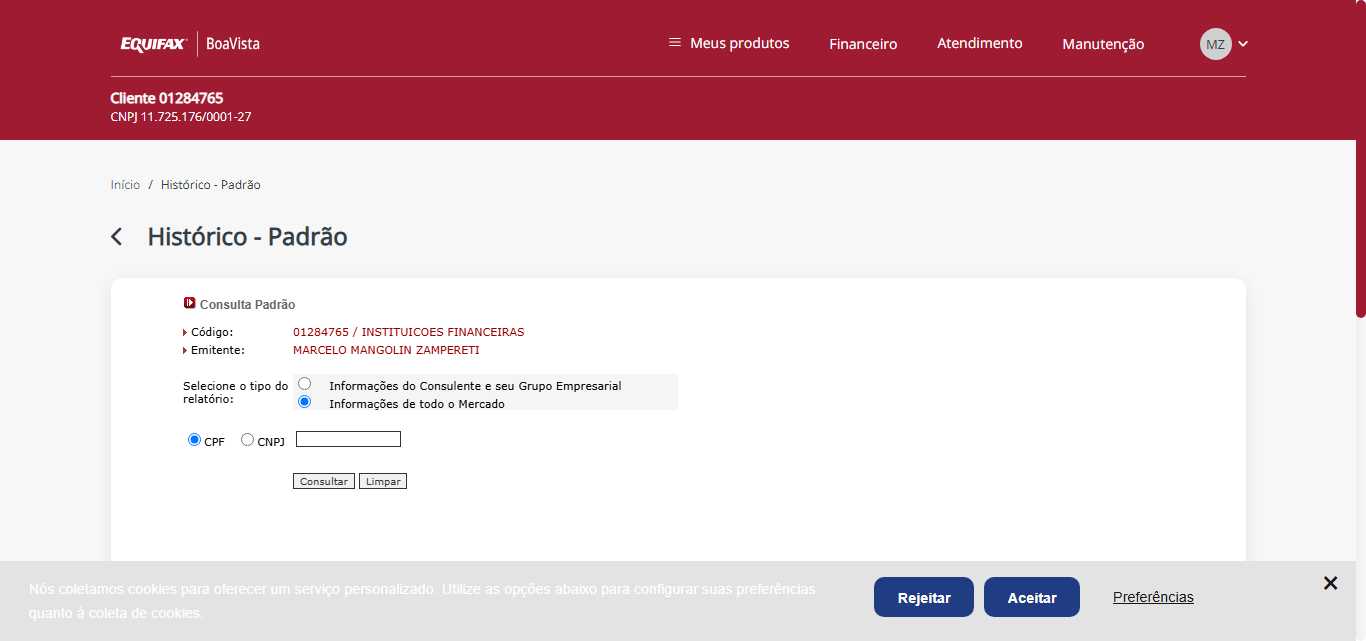 EQUIFAX BoaVista
Meus produtos
Financeiro
Atendimento
Manutenção
MZ
Cliente 01284765
CNPJ 11.725.176/0001-27
Início / Histórico - Padrão
Histórico - Padrão
Consulta Padrão
Código: 01284765 / INSTITUICOES FINANCEIRAS
Emitente: MARCELO MANGOLIN ZAMPERETI
Selecione o tipo do relatório:
Informações do Consulente e seu Grupo Empresarial
Informações de todo o Mercado
CPF CNPJ
Consultar Limpar
Nós coletamos cookies para oferecer um serviço personalizado. Utilize as opções abaixo para configurar suas preferências
quanto à coleta de cookies.
Rejeitar
Aceitar
Preferências